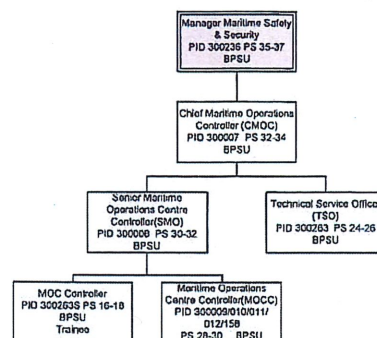 Manager Maritime Safety
& Security
PID 300236 PS 35-37
BPSU
Chief Maritime Operations
Controller (CMOC)
PID 300007 PS 32-34
BPSU
Senior Maritime
Operations Centre
Controller(SMO)
PID 300008 PS 30-32
BPSU
Technical Service Office
(TSO)
PID 300263 PS 24-26
BPSU
MOC Controller
PID 300263S PS 16-18
BPSU
Trainee
Maritime Operations
Centre Controller(MOCC)
PID 300009/010/011/
012/158
PS 28-30 BPSU